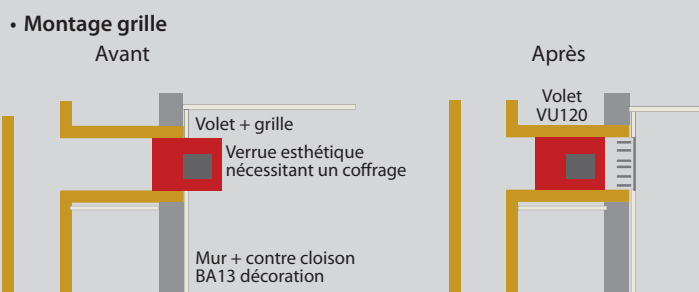 • Montage grille
Avant
Après
Volet + grille
Verrue esthétique
nécessitant un coffrage
Mur + contre cloison
BA13 décoration
Volet
VU120